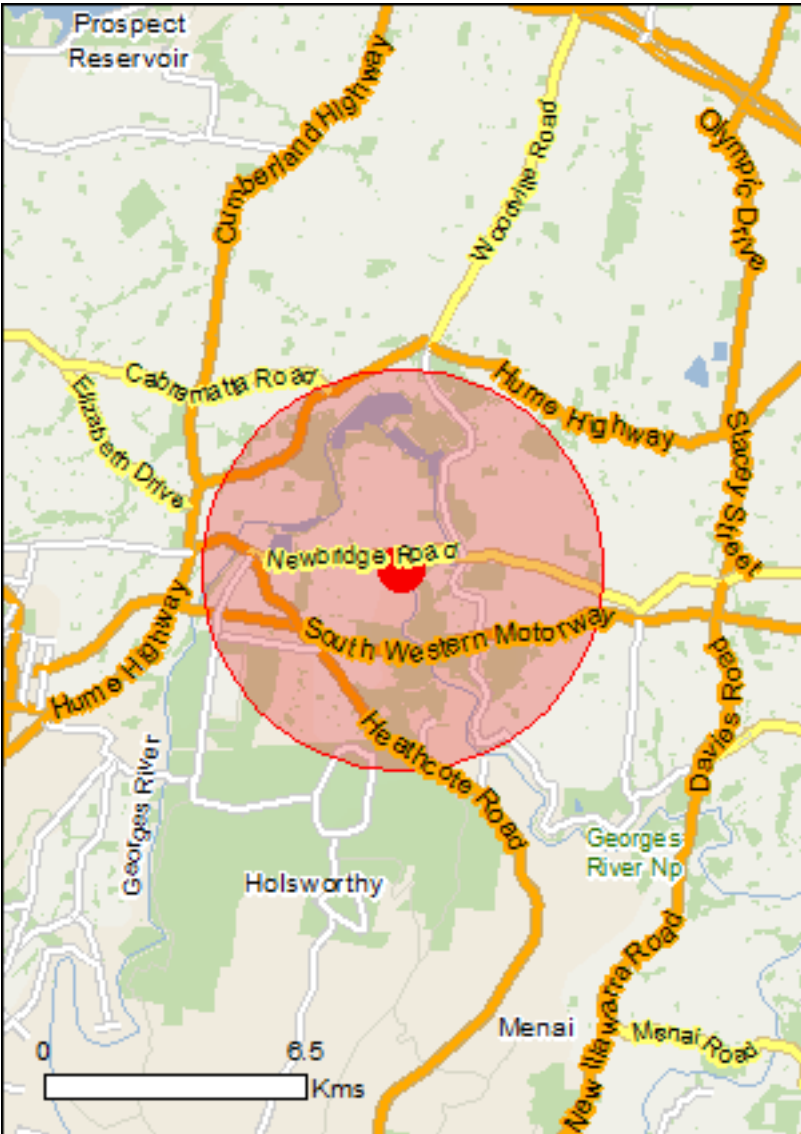 Prospect
Reservoir
Cumberland Highway
Woodville Road
Olympic Drive
Cabramatta Road
Elizabeth Drive
Hume Highway
Stacey Street
Newbridge Road
South Western Motorway
Hume Highway
Davies Road
Heathcote Road
Georges River
Georges
River Np
Holsworthy
New Illawarra Road
Menai
Menai Road
0
6.5
Kms